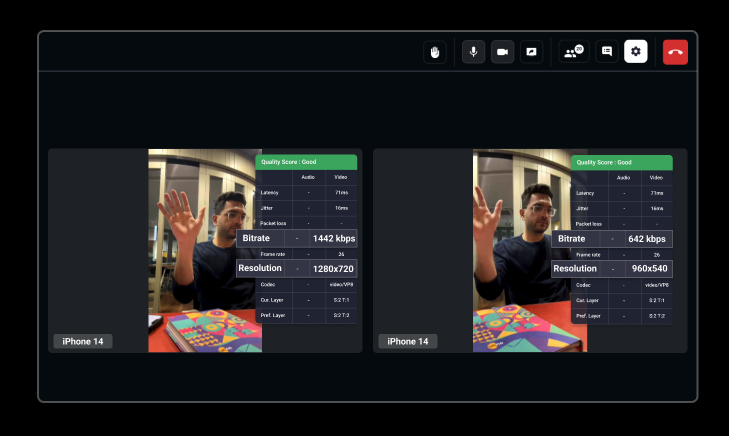 20
Quality Score : Good
Audio Video
Latency - 71ms
Jitter - 16ms
Packet loss - -
Bitrate - 1442 kbps
Frame rate - 26
Resolution - 1280x720
Codec - video/VP8
Cur. Layer - S:2 T:1
Pref. Layer - S:2 T:2
iPhone 14
Quality Score : Good
Audio Video
Latency - 71ms
Jitter - 16ms
Packet loss - -
Bitrate - 642 kbps
Frame rate - 26
Resolution - 960x540
Codec - video/VP8
Cur. Layer - S:2 T:1
Pref. Layer - S:2 T:2
iPhone 14